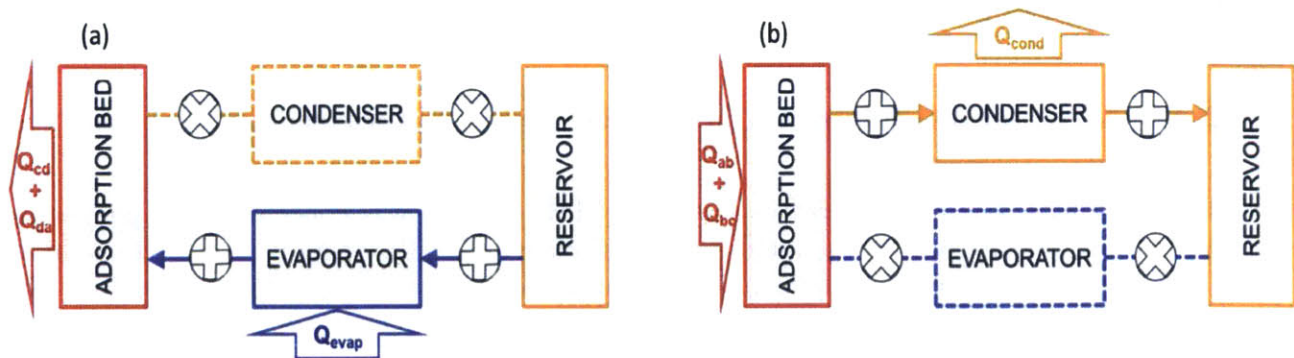 (a)
ADSORPTION BED
CONDENSER
RESERVOIR
Qcd
+
Qda
EVAPORATOR
Qevap
(b)
Qcond
ADSORPTION BED
CONDENSER
RESERVOIR
Qab
+
Qbc
EVAPORATOR